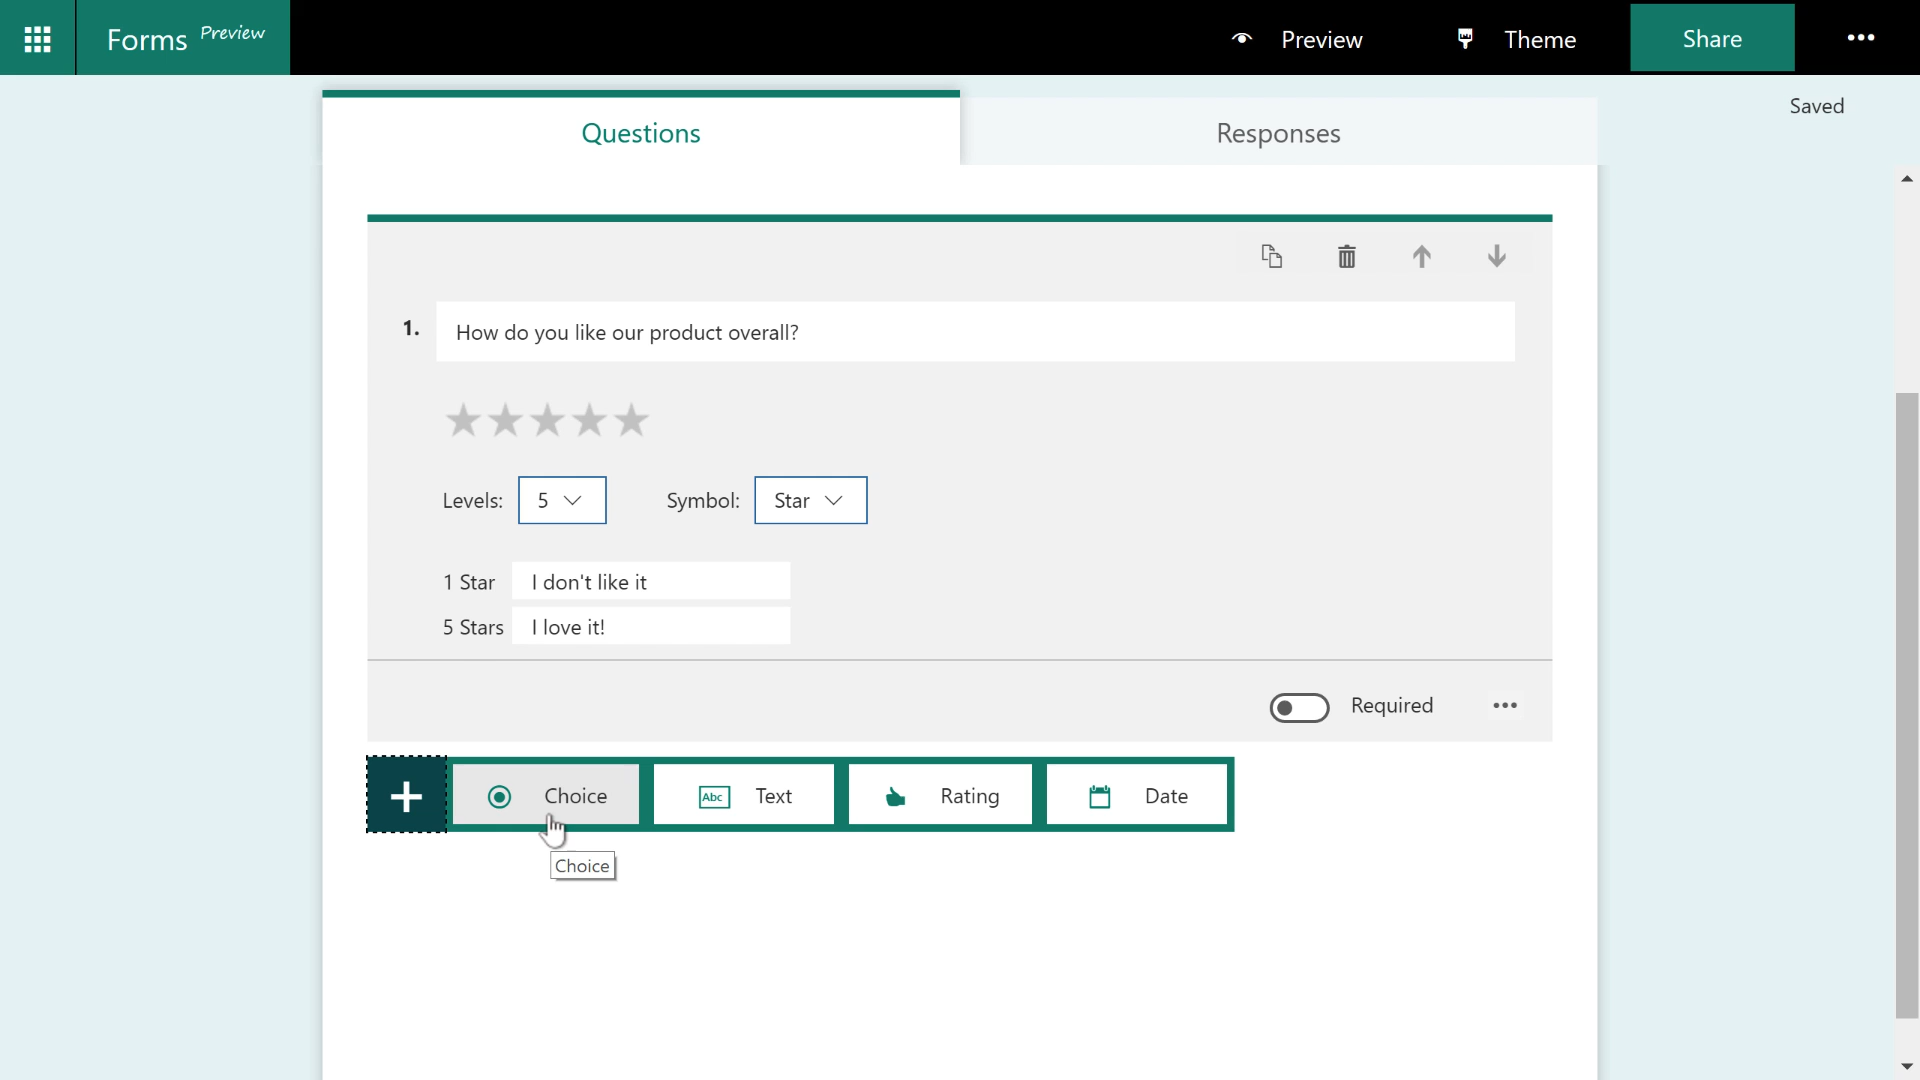 Forms Preview
Preview
Theme
Share
Saved
Questions
Responses
1. How do you like our product overall?
Levels: 5
Symbol: Star
1 Star I don't like it
5 Stars I love it!
Required
Choice
Abc Text
Rating
Date
Choice